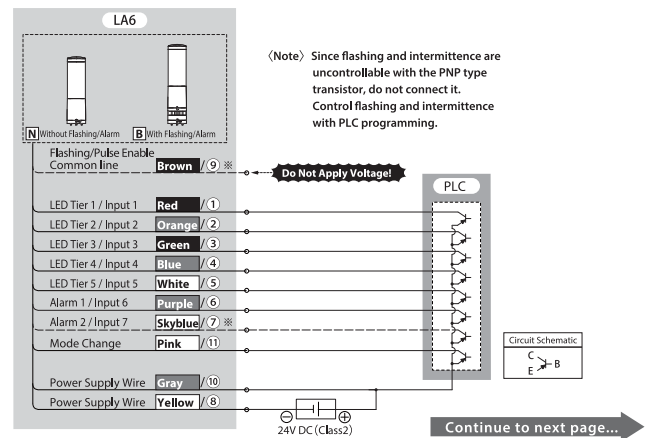 LA6
〈Note〉 Since flashing and intermittence are
uncontrollable with the PNP type
transistor, do not connect it.
Control flashing and intermittence
with PLC programming.
N Without Flashing/Alarm
B With Flashing/Alarm
Flashing/Pulse Enable
Common line Brown /⑨ ※
Do Not Apply Voltage!
PLC
LED Tier 1 / Input 1 Red /①
LED Tier 2 / Input 2 Orange /②
LED Tier 3 / Input 3 Green /③
LED Tier 4 / Input 4 Blue /④
LED Tier 5 / Input 5 White /⑤
Alarm 1 / Input 6 Purple /⑥
Alarm 2 / Input 7 Skyblue /⑦ ※
Mode Change Pink /⑪
Circuit Schematic
C
B
E
Power Supply Wire Gray /⑩
Power Supply Wire Yellow /⑧
⊖ ⊕
24V DC (Class2)
Continue to next page...